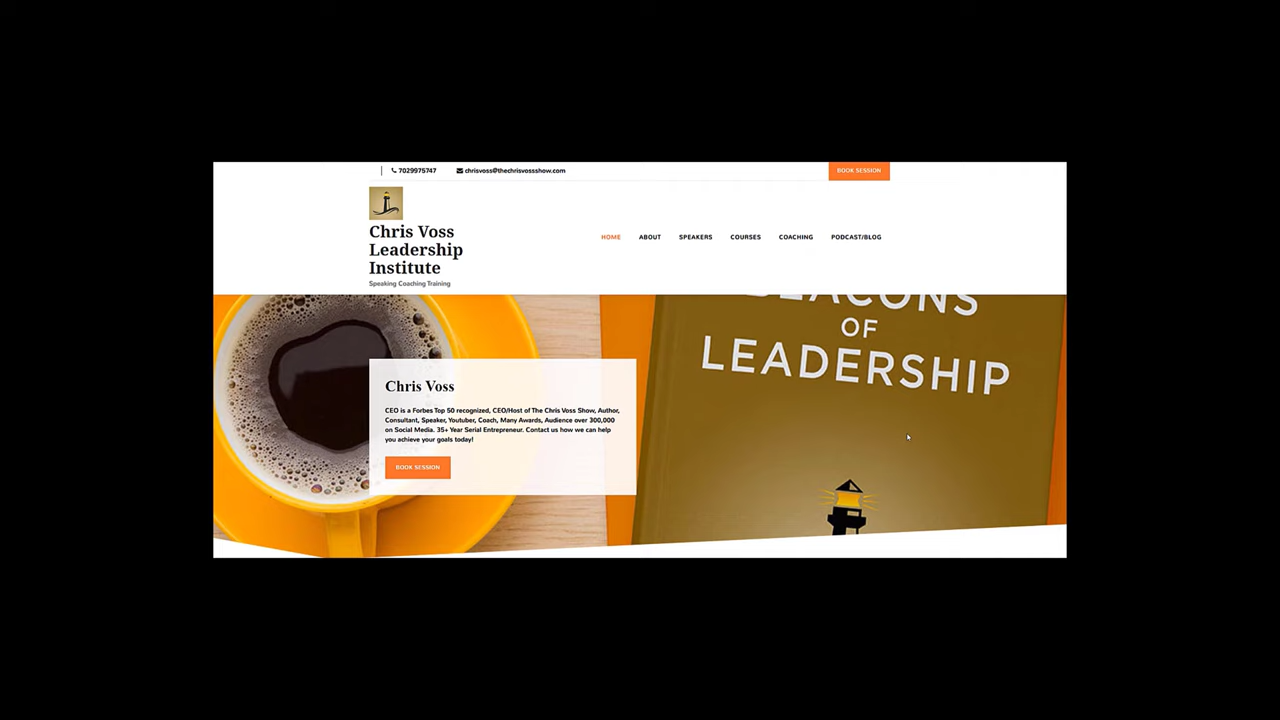 7029975747 chrisvoss@thechrisvossshow.com BOOK SESSION
Chris Voss
Leadership
Institute
Speaking Coaching Training
HOME ABOUT SPEAKERS COURSES COACHING PODCAST/BLOG
BEACONS
OF
LEADERSHIP
Chris Voss
CEO is a Forbes Top 50 recognized, CEO/Host of The Chris Voss Show, Author,
Consultant, Speaker, Youtuber, Coach, Many Awards, Audience over 300,000
on Social Media. 35+ Year Serial Entrepreneur. Contact us how we can help
you achieve your goals today!
BOOK SESSION